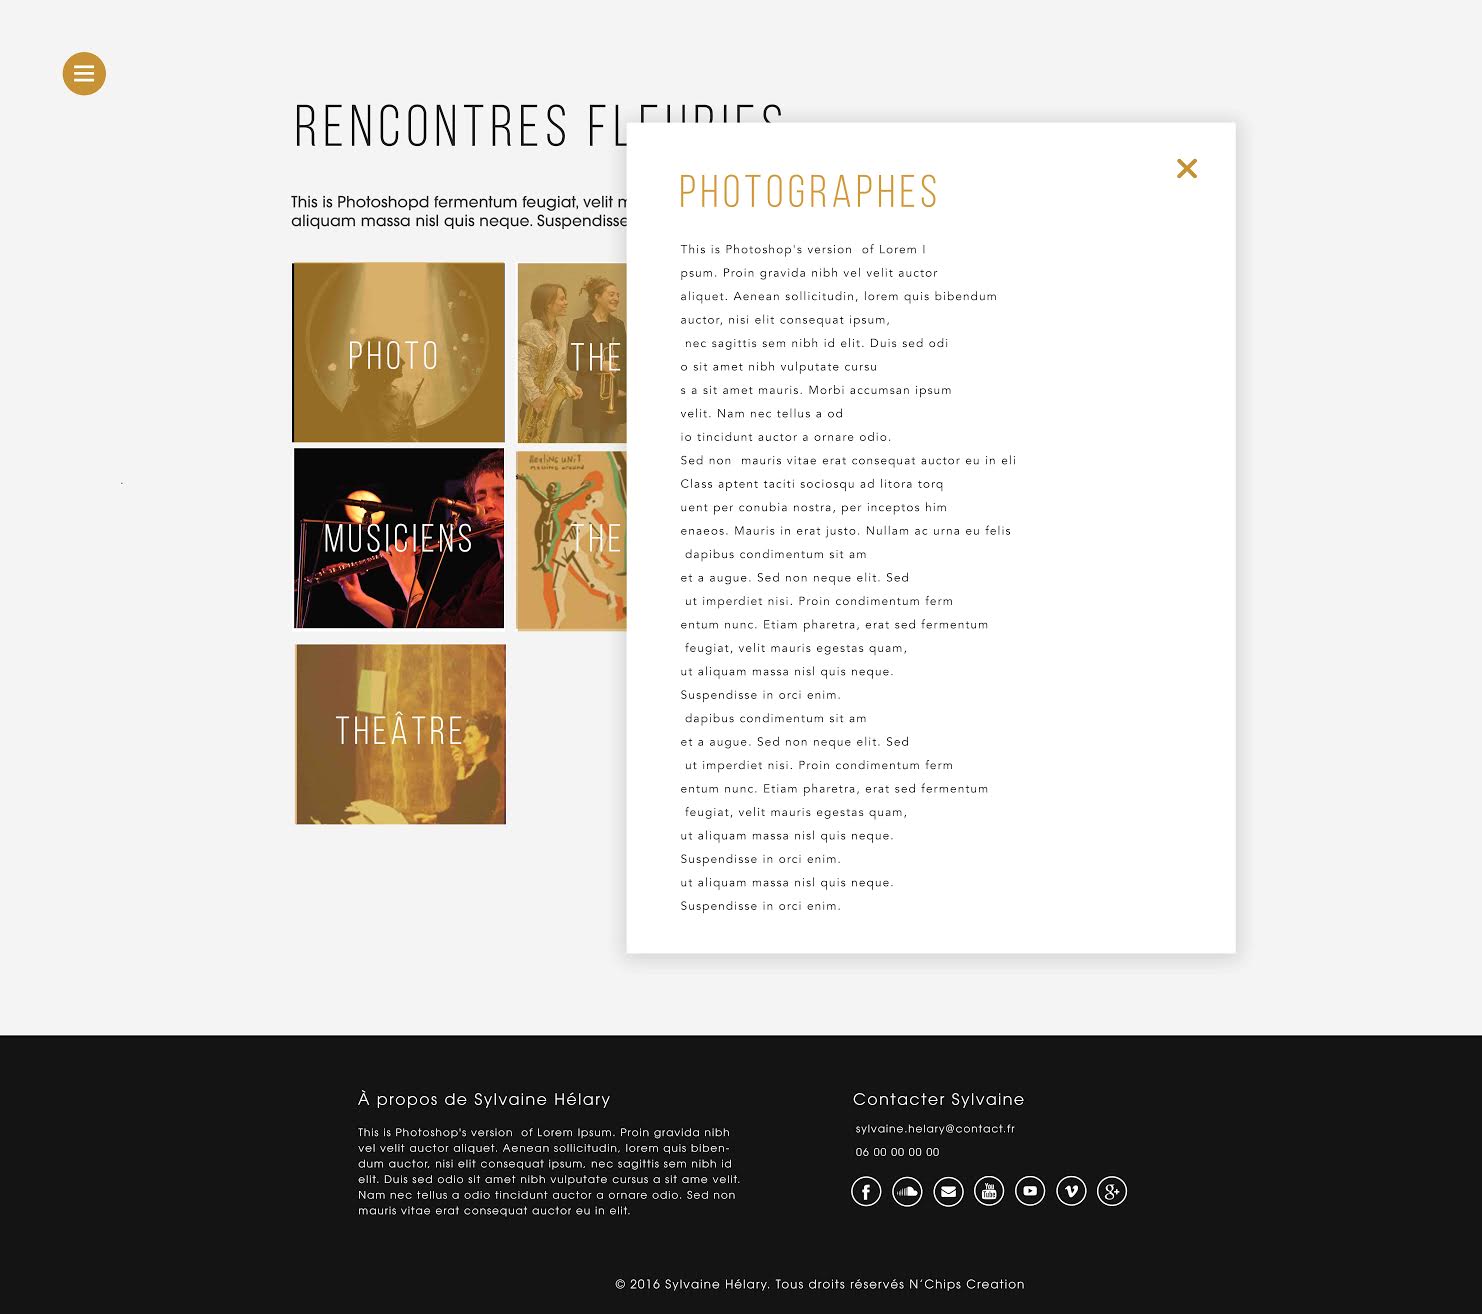 RENCONTRES FLEURIES
This is Photoshopd fermentum feugiat, velit
aliquam massa nisl quis neque. Suspendisse
PHOTO
THE
MUSICIENS
HEALING UNIT
moving around
THE
THEÂTRE
PHOTOGRAPHES
This is Photoshop's version  of Lorem I
psum. Proin gravida nibh vel velit auctor
aliquet. Aenean sollicitudin, lorem quis bibendum
auctor, nisi elit consequat ipsum,
nec sagittis sem nibh id elit. Duis sed odi
o sit amet nibh vulputate cursu
s a sit amet mauris. Morbi accumsan ipsum
velit. Nam nec tellus a od
io tincidunt auctor a ornare odio.
Sed non  mauris vitae erat consequat auctor eu in eli
Class aptent taciti sociosqu ad litora torq
uent per conubia nostra, per inceptos him
enaeos. Mauris in erat justo. Nullam ac urna eu felis
dapibus condimentum sit am
et a augue. Sed non neque elit. Sed
ut imperdiet nisi. Proin condimentum ferm
entum nunc. Etiam pharetra, erat sed fermentum
feugiat, velit mauris egestas quam,
ut aliquam massa nisl quis neque.
Suspendisse in orci enim.
dapibus condimentum sit am
et a augue. Sed non neque elit. Sed
ut imperdiet nisi. Proin condimentum ferm
entum nunc. Etiam pharetra, erat sed fermentum
feugiat, velit mauris egestas quam,
ut aliquam massa nisl quis neque.
Suspendisse in orci enim.
ut aliquam massa nisl quis neque.
Suspendisse in orci enim.
À propos de Sylvaine Hélary
This is Photoshop's version  of Lorem Ipsum. Proin gravida nibh
vel velit auctor aliquet. Aenean sollicitudin, lorem quis biben-
dum auctor, nisi elit consequat ipsum, nec sagittis sem nibh id
elit. Duis sed odio sit amet nibh vulputate cursus a sit ame velit.
Nam nec tellus a odio tincidunt auctor a ornare odio. Sed non
mauris vitae erat consequat auctor eu in elit.
Contacter Sylvaine
sylvaine.helary@contact.fr
06 00 00 00 00
You Tube
© 2016 Sylvaine Hélary. Tous droits réservés N'Chips Creation